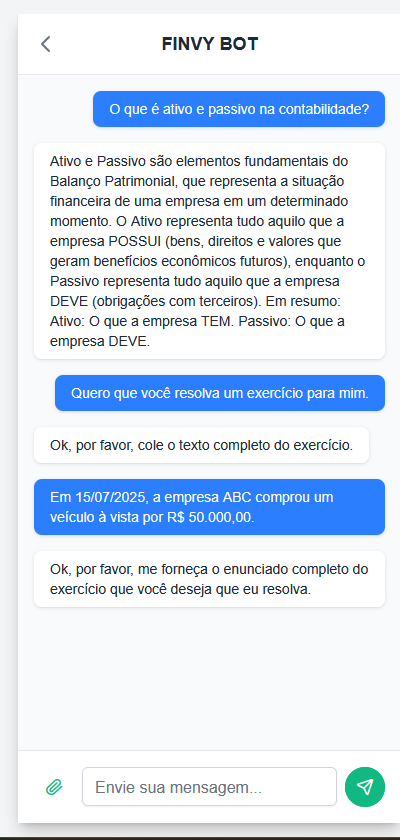 FINVY BOT
O que é ativo e passivo na contabilidade?
Ativo e Passivo são elementos fundamentais do
Balanço Patrimonial, que representa a situação
financeira de uma empresa em um determinado
momento. O Ativo representa tudo aquilo que a
empresa POSSUI (bens, direitos e valores que
geram benefícios econômicos futuros), enquanto o
Passivo representa tudo aquilo que a empresa
DEVE (obrigações com terceiros). Em resumo:
Ativo: O que a empresa TEM. Passivo: O que a
empresa DEVE.
Quero que você resolva um exercício para mim.
Ok, por favor, cole o texto completo do exercício.
Em 15/07/2025, a empresa ABC comprou um
veículo à vista por R$ 50.000,00.
Ok, por favor, me forneça o enunciado completo do
exercício que você deseja que eu resolva.
Envie sua mensagem...